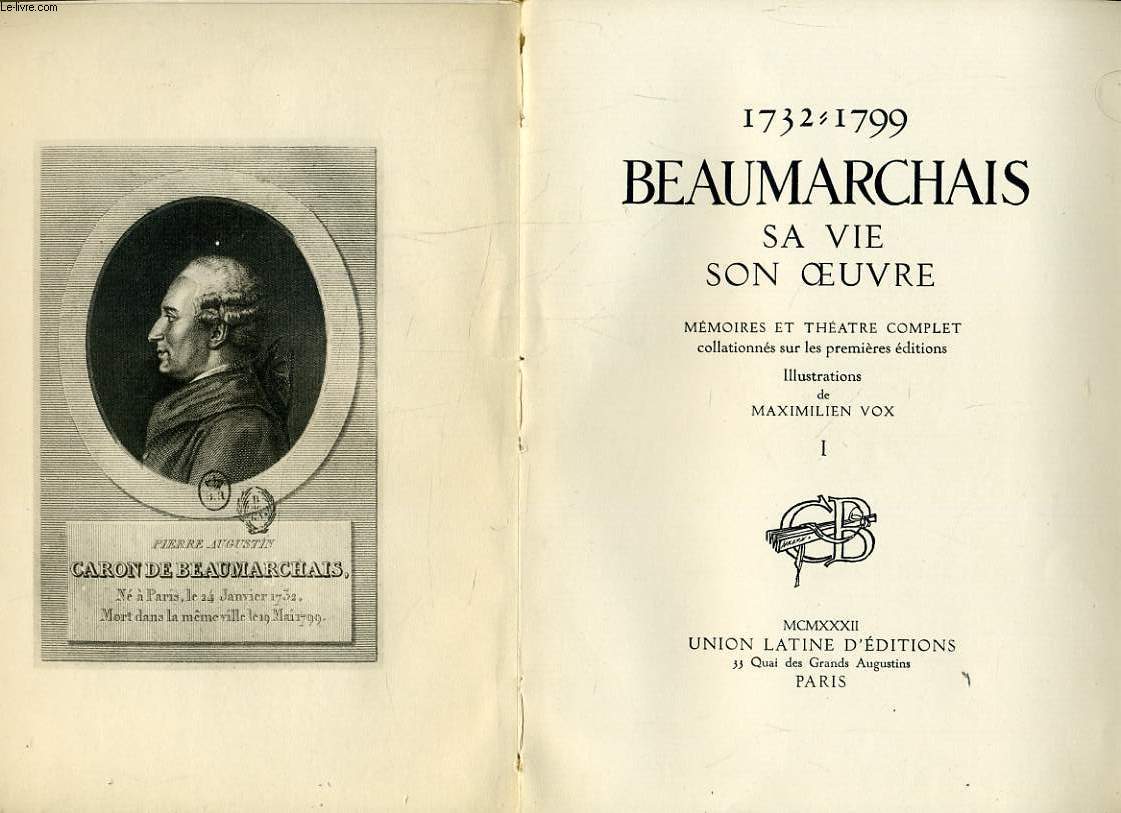 Le-livre.com
PIERRE AUGUSTIN
CARON DE BEAUMARCHAIS,
Né à Paris, le 24 Janvier 1732,
Mort dans la même ville le 19 Mai 1799.
1732-1799
BEAUMARCHAIS
SA VIE
SON ŒUVRE
MÉMOIRES ET THÉATRE COMPLET
collationnés sur les premières éditions
Illustrations
de
MAXIMILIEN VOX
I
CB
MCMXXXII
UNION LATINE D'ÉDITIONS
33 Quai des Grands Augustins
PARIS